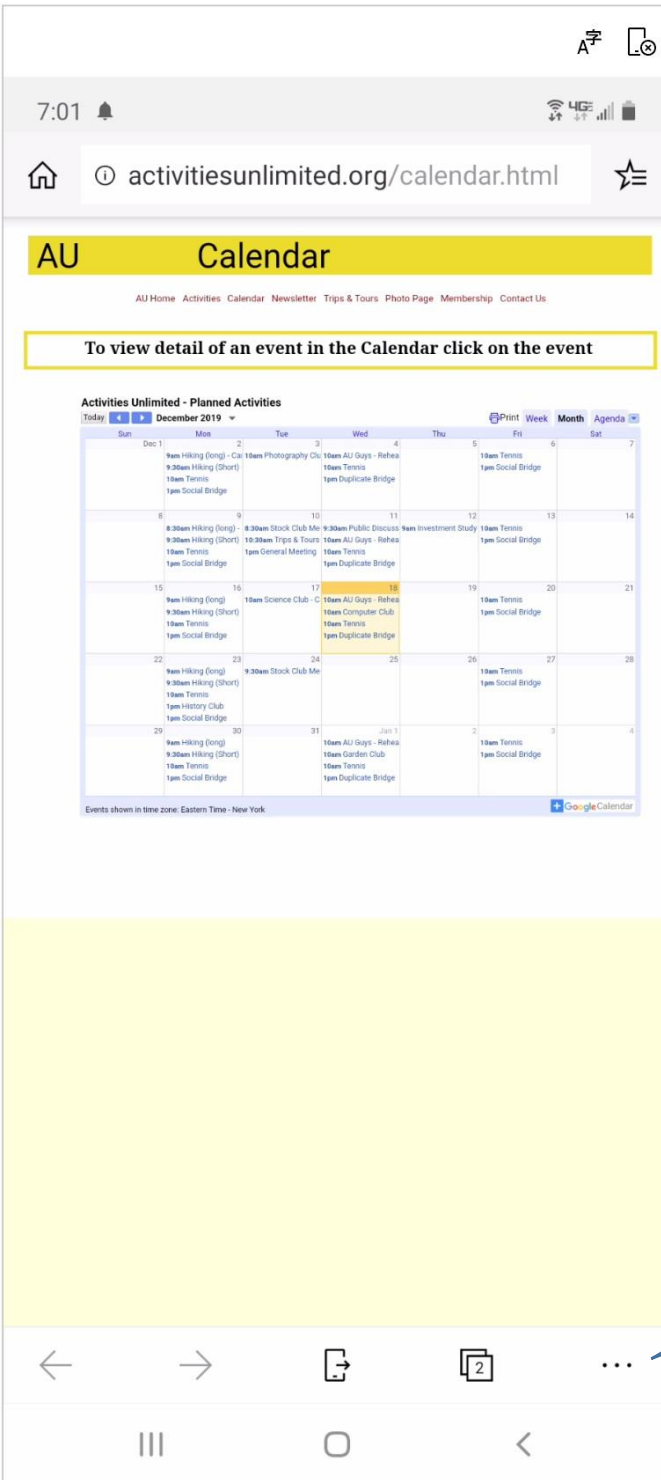 A字
7:01
4GE
activitiesunlimited.org/calendar.html
AU Calendar
AU Home Activities Calendar Newsletter Trips & Tours Photo Page Membership Contact Us
To view detail of an event in the Calendar click on the event
Activities Unlimited - Planned Activities
Today December 2019 Print Week Month Agenda
Sun Mon Tue Wed Thu Fri Sat
Dec 1 2 3 4 5 6 7
9am Hiking (long) - Ca 10am Photography Clu 10am AU Guys - Rehea 10am Tennis
9:30am Hiking (Short) 10am Tennis 1pm Social Bridge
10am Tennis 1pm Duplicate Bridge
1pm Social Bridge
8 9 10 11 12 13 14
8:30am Hiking (long) - 8:30am Stock Club Me 9:30am Public Discuss 9am Investment Study 10am Tennis
9:30am Hiking (Short) 10:30am Trips & Tours 10am AU Guys - Rehea 1pm Social Bridge
10am Tennis 1pm General Meeting 10am Tennis
1pm Social Bridge 1pm Duplicate Bridge
15 16 17 18 19 20 21
9am Hiking (long) 10am Science Club - C 10am AU Guys - Rehea 10am Tennis
9:30am Hiking (Short) 10am Computer Club 1pm Social Bridge
10am Tennis 10am Tennis
1pm Social Bridge 1pm Duplicate Bridge
22 23 24 25 26 27 28
9am Hiking (long) 9:30am Stock Club Me 10am Tennis
9:30am Hiking (Short) 1pm Social Bridge
10am Tennis
1pm History Club
1pm Social Bridge
29 30 31 Jan 1 2 3 4
9am Hiking (long) 10am AU Guys - Rehea 10am Tennis
9:30am Hiking (Short) 10am Garden Club 1pm Social Bridge
10am Tennis 10am Tennis
1pm Social Bridge 1pm Duplicate Bridge
Events shown in time zone: Eastern Time - New York + Google Calendar
2